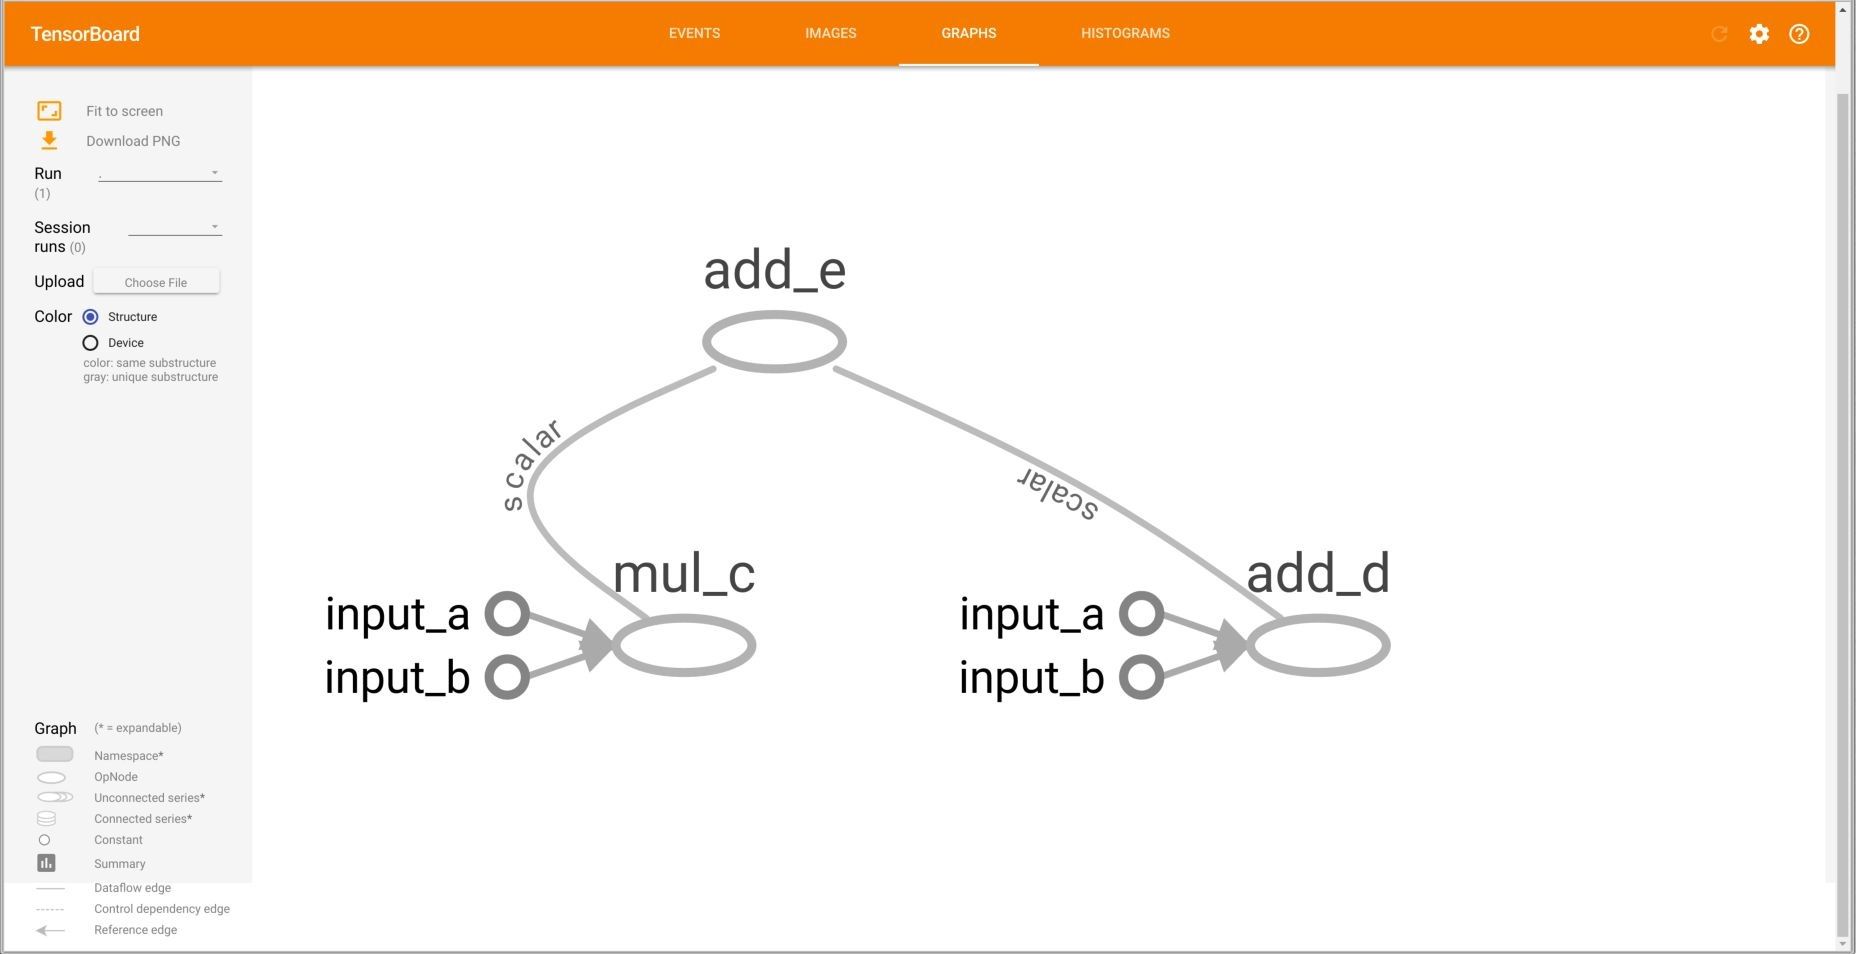 TensorBoard
EVENTS
IMAGES
GRAPHS
HISTOGRAMS
Fit to screen
Download PNG
Run
(1)
.
Session
runs (0)
Upload
Choose File
Color
Structure
Device
color: same substructure
gray: unique substructure
add_e
scalar
scalar
mul_c
input_a
input_b
add_d
input_a
input_b
Graph (* = expandable)
Namespace*
OpNode
Unconnected series*
Connected series*
Constant
Summary
Dataflow edge
Control dependency edge
Reference edge